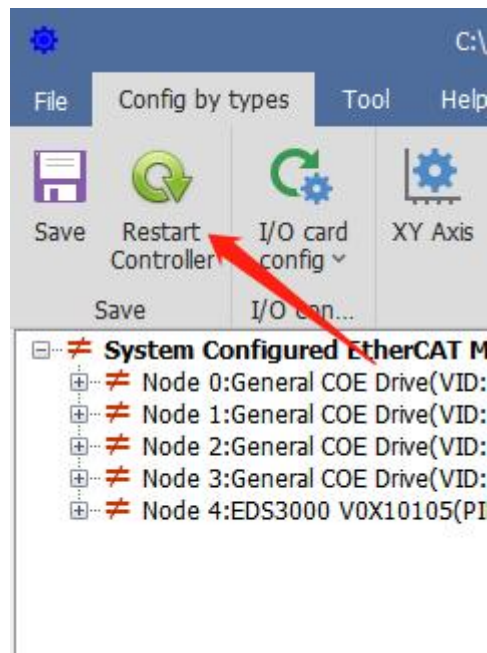 C:\
File Config by types Tool Help
Save Restart Controller I/O card config XY Axis
Save I/O con...
System Configured EtherCAT M
Node 0:General COE Drive(VID:
Node 1:General COE Drive(VID:
Node 2:General COE Drive(VID:
Node 3:General COE Drive(VID:
Node 4:EDS3000 V0X10105(PI